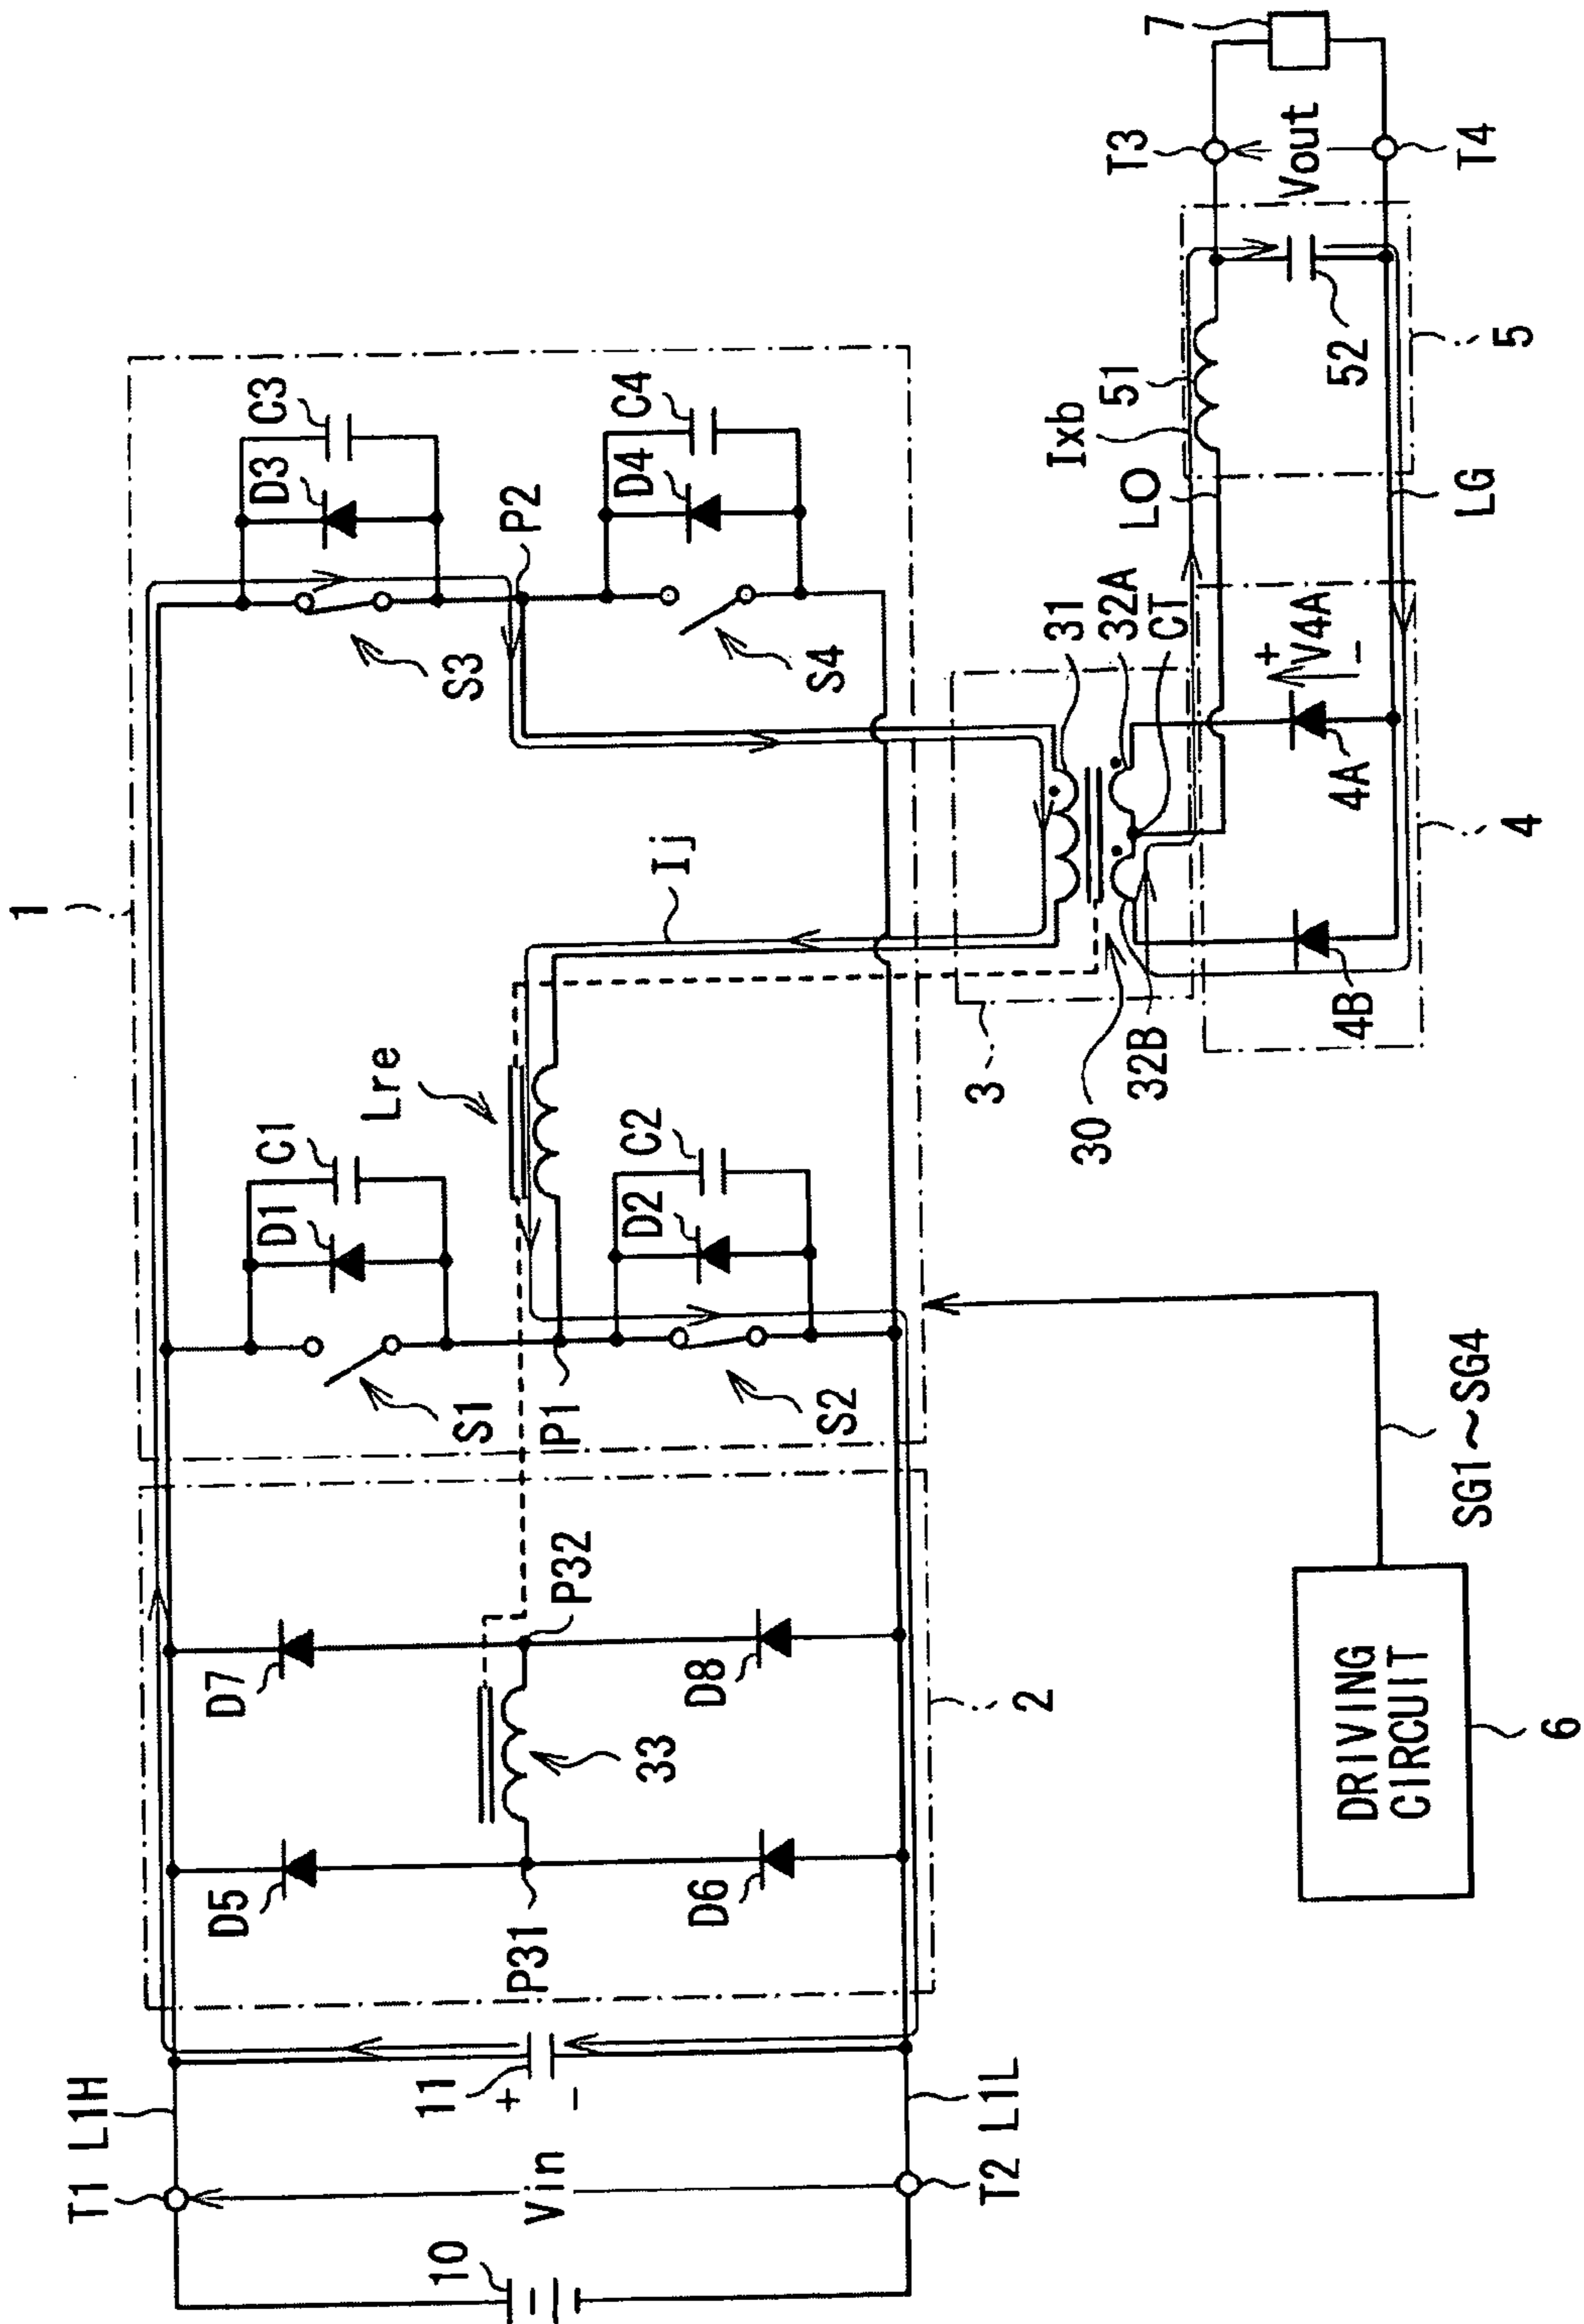 1
T1
L1H
10
Vin
11
+
−
T2
L1L
D5
P31
D6
D7
33
P32
D8
2
S1
D1
C1
P1
Lre
S2
D2
C2
Ij
S3
D3
C3
P2
S4
D4
C4
3
30
31
32A
CT
32B
4B
4A
+
V4A
−
4
LO
Ixb
51
52
LG
5
T3
Vout
T4
7
SG1~SG4
DRIVING
CIRCUIT
6